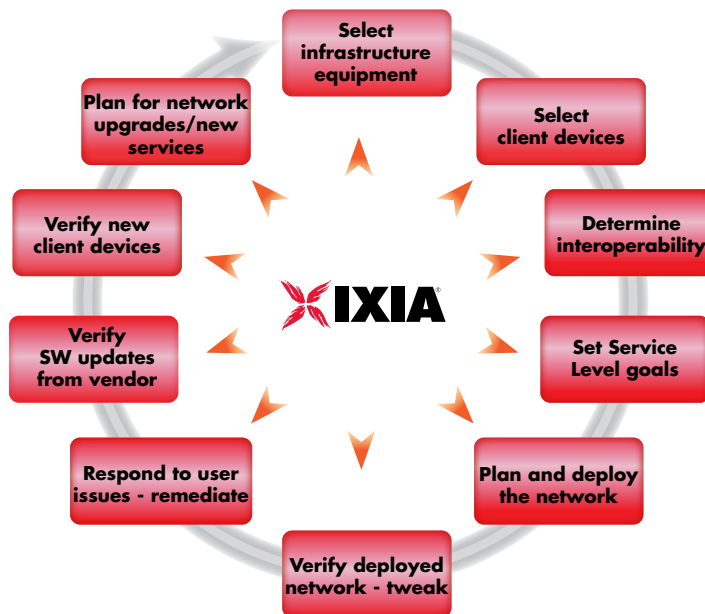 Select
infrastructure
equipment
Select
client devices
Determine
interoperability
Set Service
Level goals
Plan and deploy
the network
Verify deployed
network - tweak
Respond to user
issues - remediate
Verify
SW updates
from vendor
Verify new
client devices
Plan for network
upgrades/new
services
IXIA®